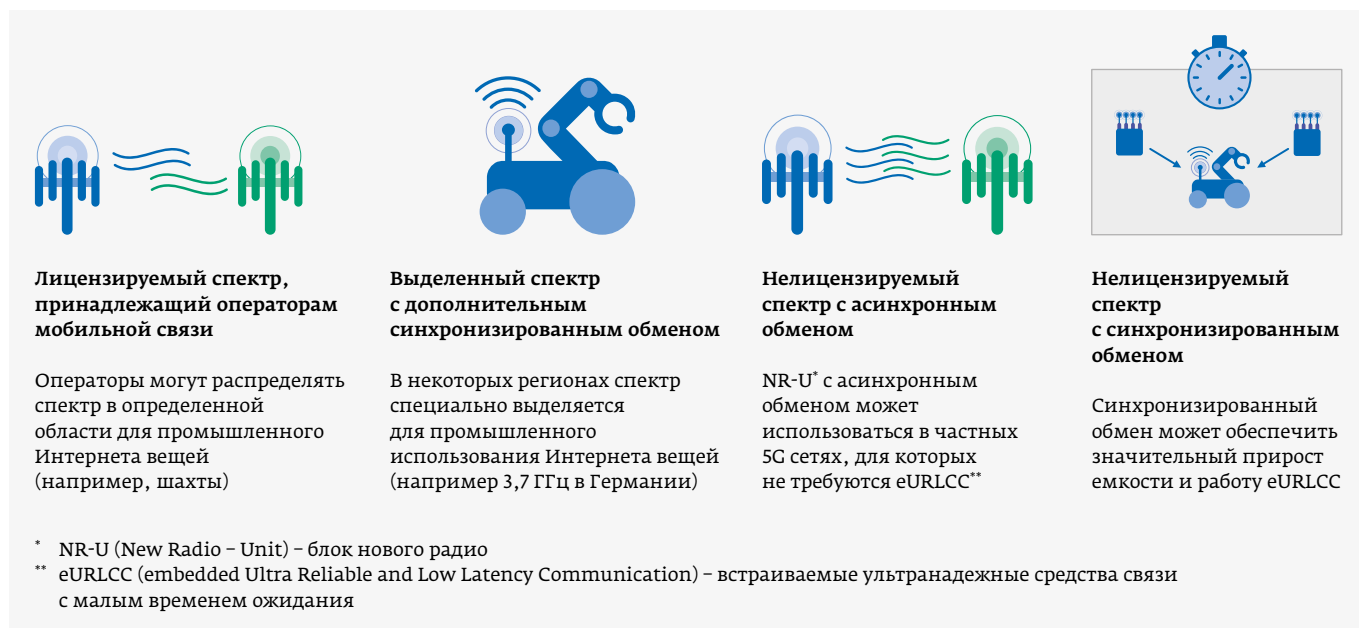 Лицензируемый спектр,
принадлежащий операторам
мобильной связи
Операторы могут распределять
спектр в определенной
области для промышленного
Интернета вещей
(например, шахты)
Выделенный спектр
с дополнительным
синхронизированным обменом
В некоторых регионах спектр
специально выделяется
для промышленного
использования Интернета вещей
(например 3,7 ГГц в Германии)
Нелицензируемый
спектр с асинхронным
обменом
NR-U* с асинхронным
обменом может
использоваться в частных
5G сетях, для которых
не требуются eURLCC**
Нелицензируемый
спектр
с синхронизированным
обменом
Синхронизированный
обмен может обеспечить
значительный прирост
емкости и работу eURLCC
* NR-U (New Radio – Unit) – блок нового радио
** eURLCC (embedded Ultra Reliable and Low Latency Communication) – встраиваемые ультранадежные средства связи
с малым временем ожидания